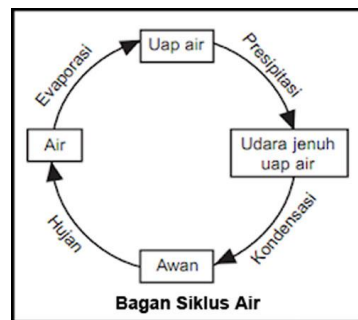 Uap air
Evaporasi
Presipitasi
Air
Udara jenuh
uap air
Hujan
Kondensasi
Awan
Bagan Siklus Air